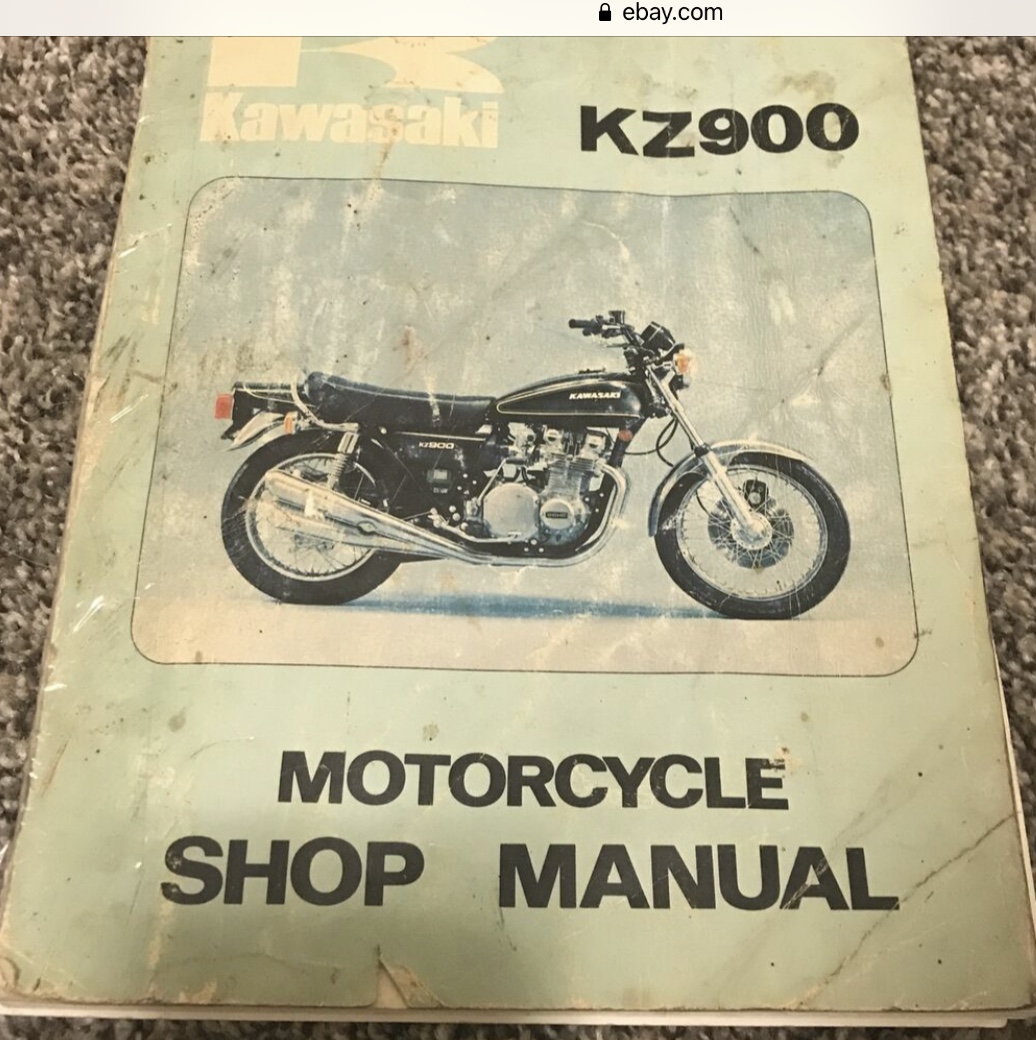 ebay.com
Kawasaki
KZ900
KAWASAKI
KZ900
MOTORCYCLE
SHOP MANUAL